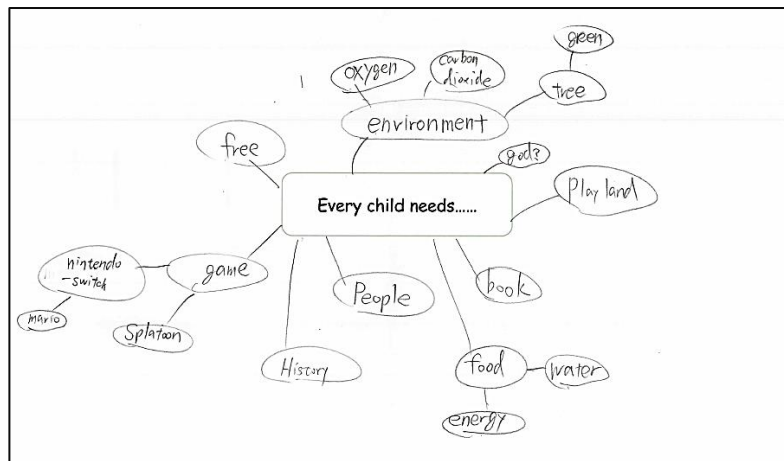 green
oxygen
carbon
dioxide
tree
environment
free
god?
Play land
Every child needs......
nintendo
-switch
game
People
book
mario
Splatoon
History
food
water
energy